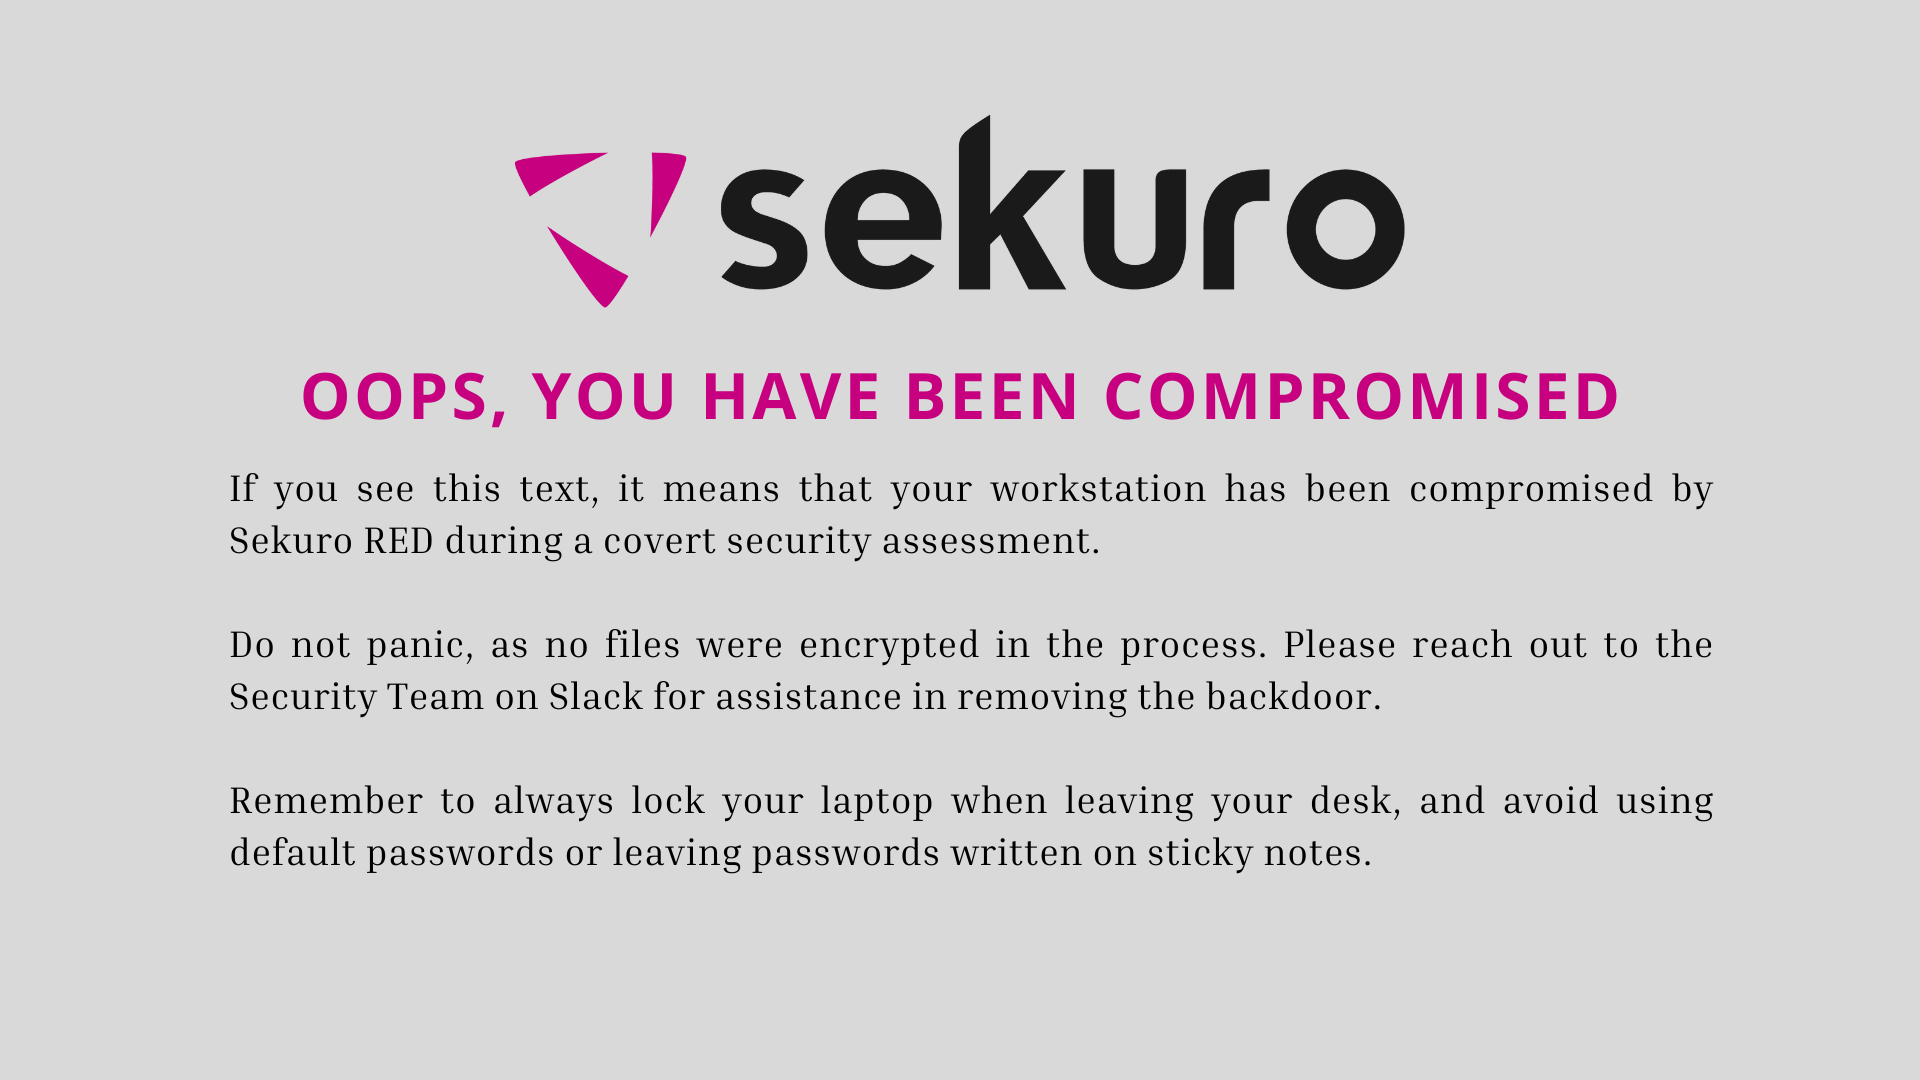 sekuro
OOPS, YOU HAVE BEEN COMPROMISED
If you see this text, it means that your workstation has been compromised by
Sekuro RED during a covert security assessment.
Do not panic, as no files were encrypted in the process. Please reach out to the
Security Team on Slack for assistance in removing the backdoor.
Remember to always lock your laptop when leaving your desk, and avoid using
default passwords or leaving passwords written on sticky notes.